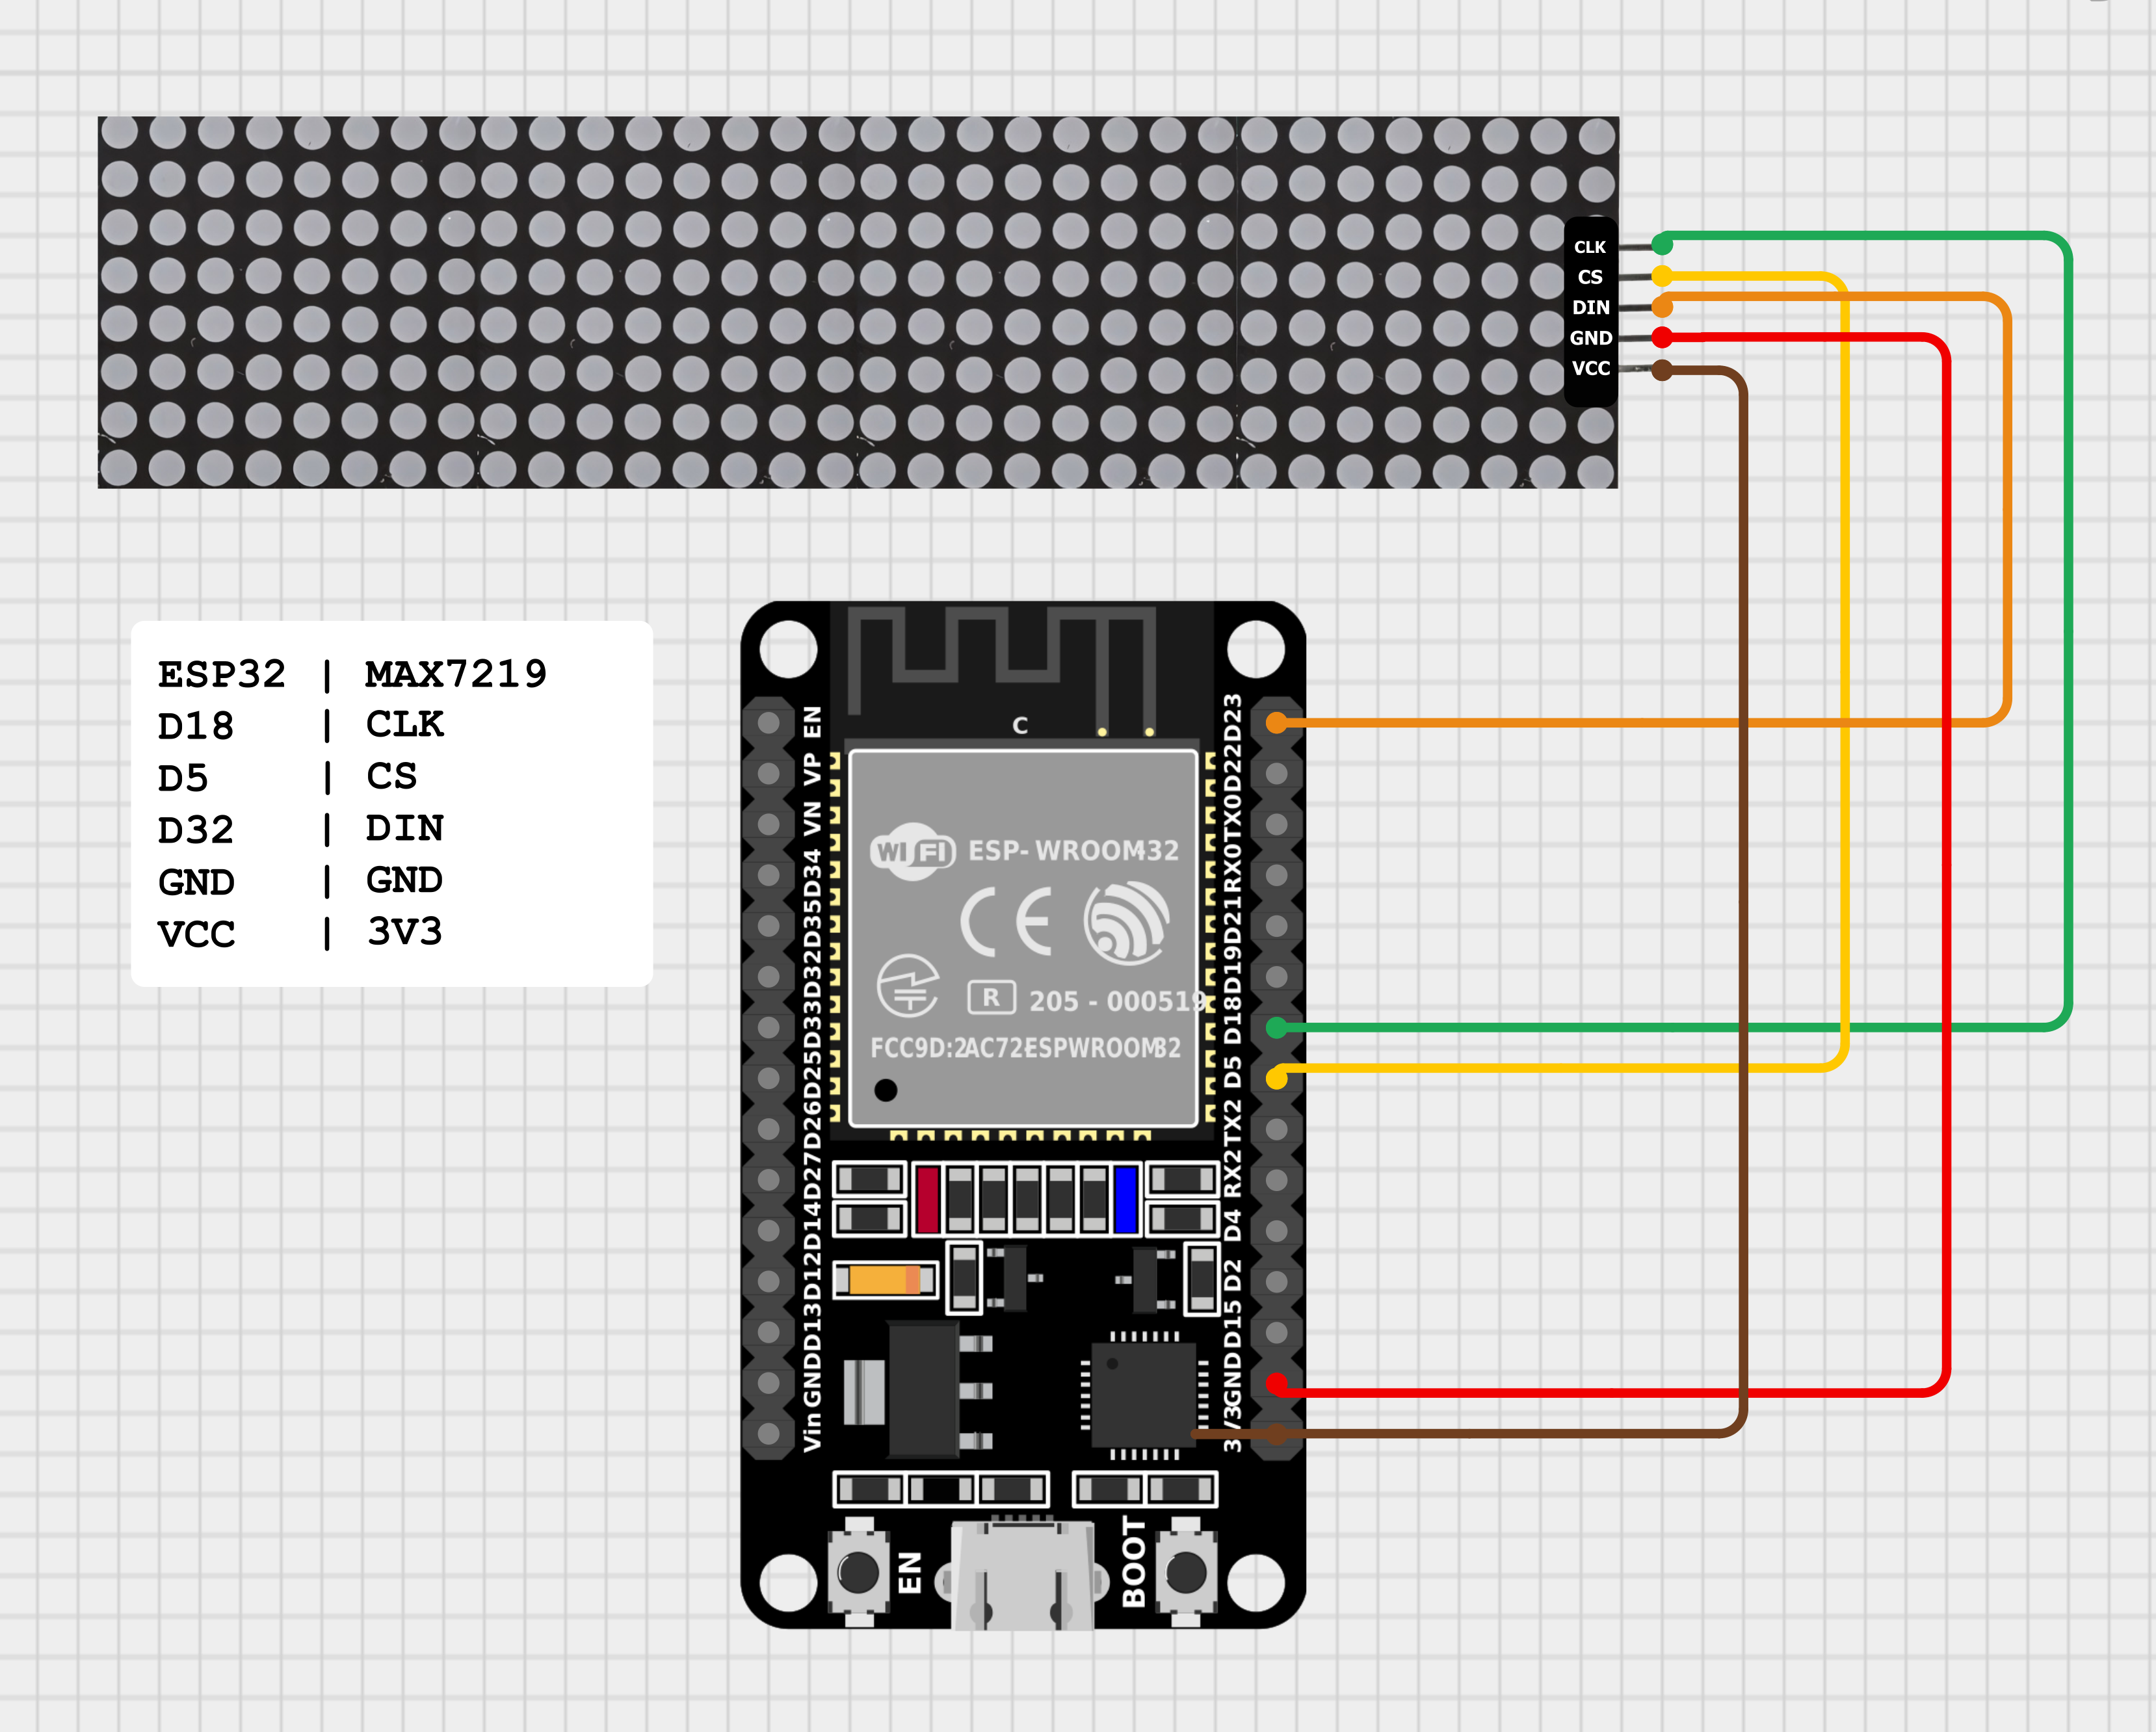 CLK
CS
DIN
GND
VCC
ESP32 | MAX7219
D18 | CLK
D5 | CS
D32 | DIN
GND | GND
VCC | 3V3
C
WI FI ESP-WROOM32
CE
R 205 - 000519
FCC9D:2AC72ESPWROOM32
EN
VP
VN
D34
D35
D32
D33
D25
D26
D27
D14
D12
D13
GND
Vin
D23
D22
TX0
RX0
D21
D19
D18
D5
TX2
RX2
D4
D2
D15
GND
3V3
EN
BOOT